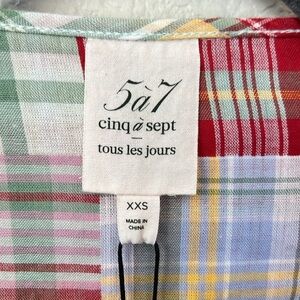 5à7
cinq à sept
tous les jours
XXS
MADE IN
CHINA